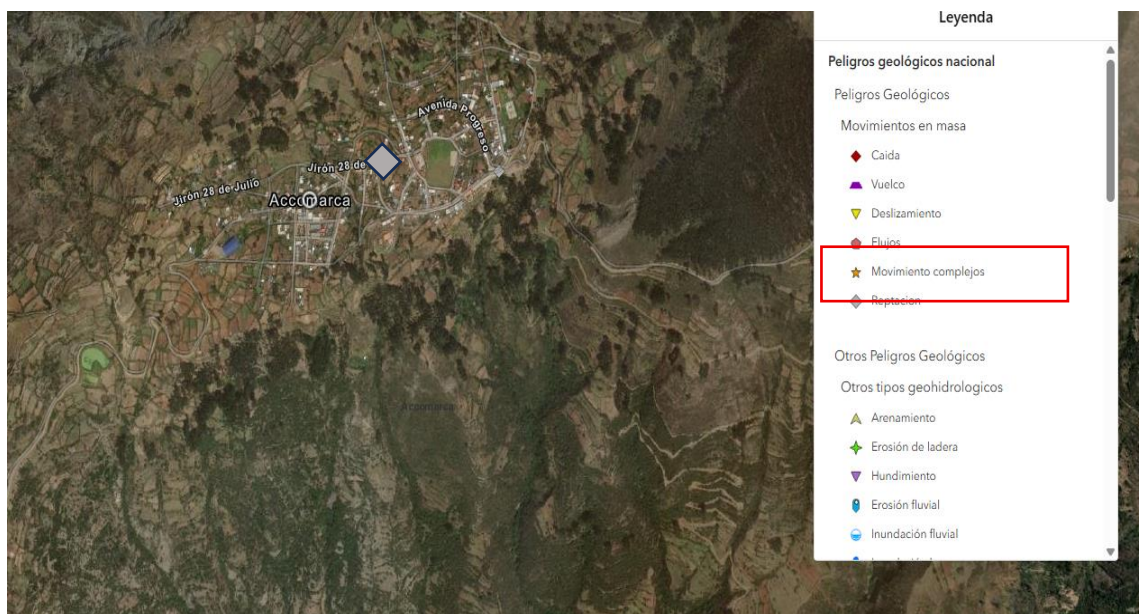 Leyenda
Peligros geológicos nacional
Peligros Geológicos
Movimientos en masa
Caida
Vuelco
Deslizamiento
Flujos
Movimiento complejos
Reptacion
Otros Peligros Geológicos
Otros tipos geohidrologicos
Arenamiento
Erosión de ladera
Hundimiento
Erosión fluvial
Inundación fluvial
Avenida Progreso
Jirón 28 de
Jirón 28 de Julio
Accomarca
Accomarca